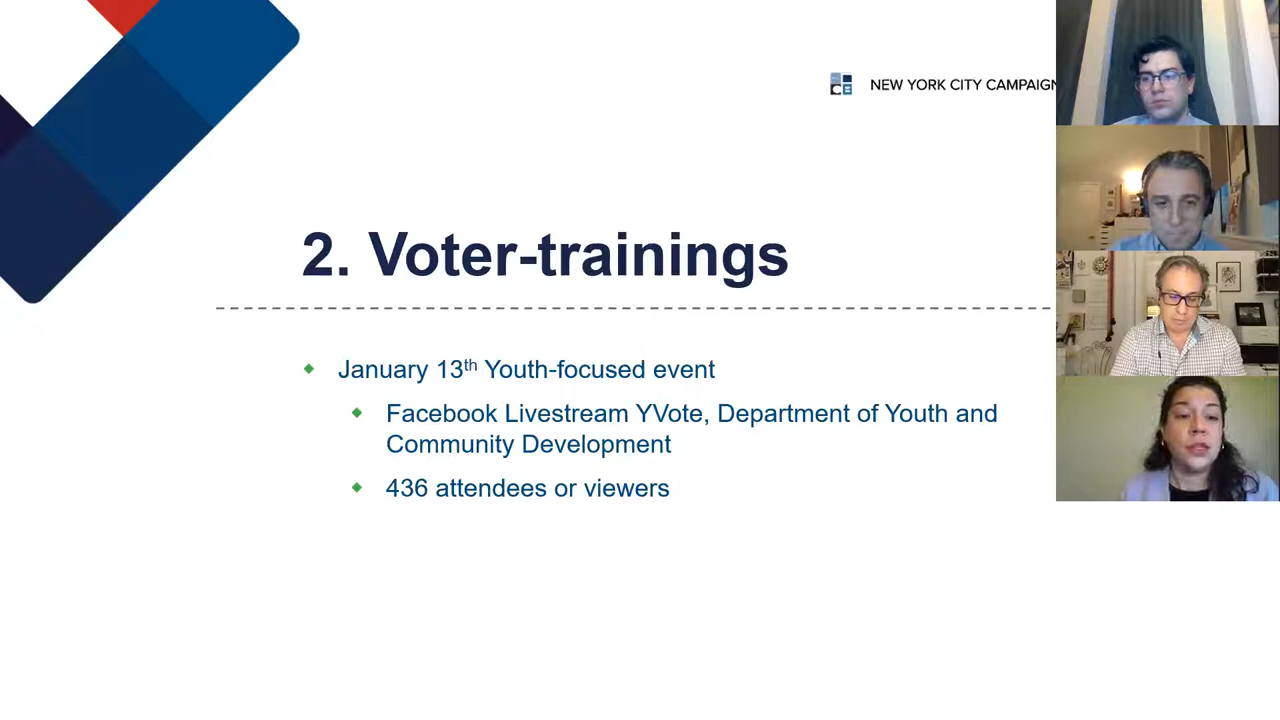 NEW YORK CITY CAMPAIGN
2. Voter-trainings
January 13th Youth-focused event
Facebook Livestream YVote, Department of Youth and
Community Development
436 attendees or viewers